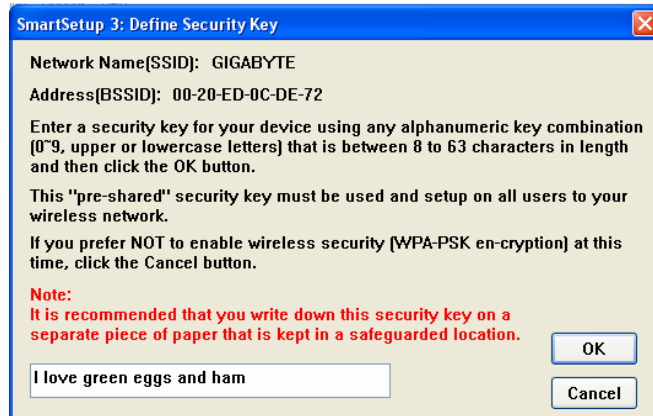 SmartSetup 3: Define Security Key
Network Name(SSID): GIGABYTE
Address(BSSID): 00-20-ED-0C-DE-72
Enter a security key for your device using any alphanumeric key combination
(0~9, upper or lowercase letters) that is between 8 to 63 characters in length
and then click the OK button.
This "pre-shared" security key must be used and setup on all users to your
wireless network.
If you prefer NOT to enable wireless security (WPA-PSK en-cryption) at this
time, click the Cancel button.
Note:
It is recommended that you write down this security key on a
separate piece of paper that is kept in a safeguarded location.
OK
I love green eggs and ham
Cancel